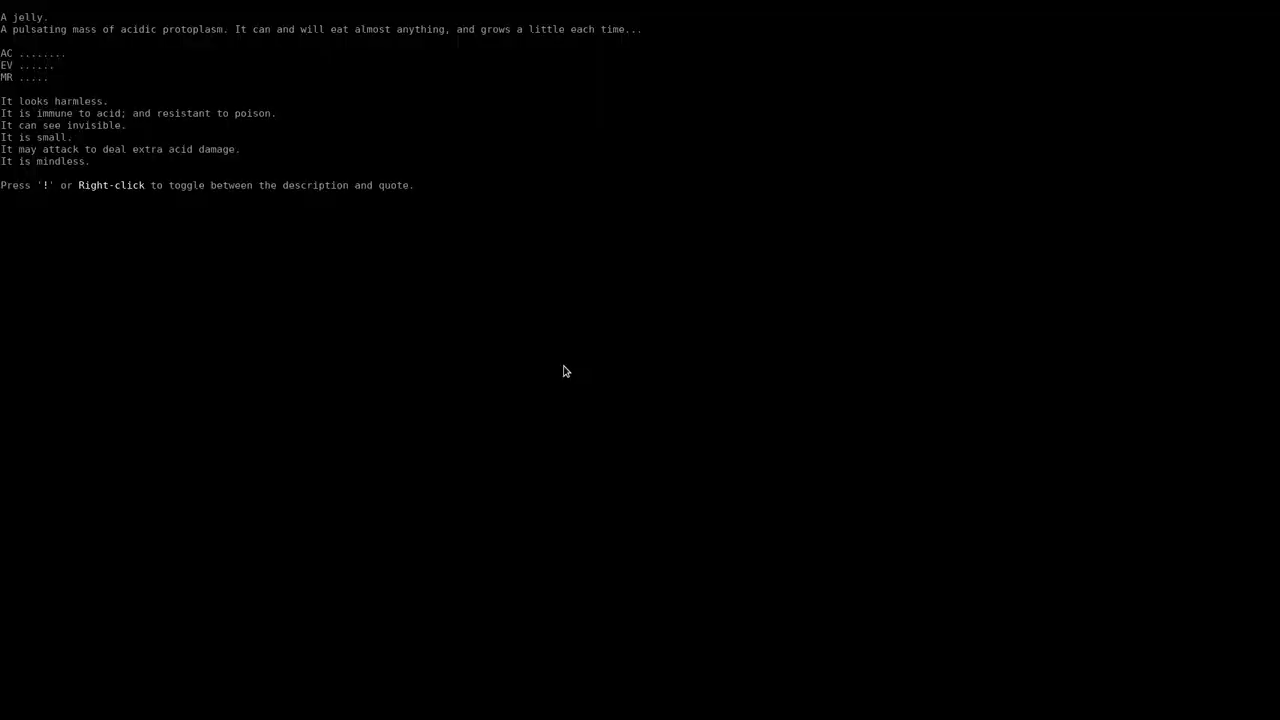 A jelly.
A pulsating mass of acidic protoplasm. It can and will eat almost anything, and grows a little each time...
AC ........
EV ......
MR .....
It looks harmless.
It is immune to acid; and resistant to poison.
It can see invisible.
It is small.
It may attack to deal extra acid damage.
It is mindless.
Press '!' or Right-click to toggle between the description and quote.